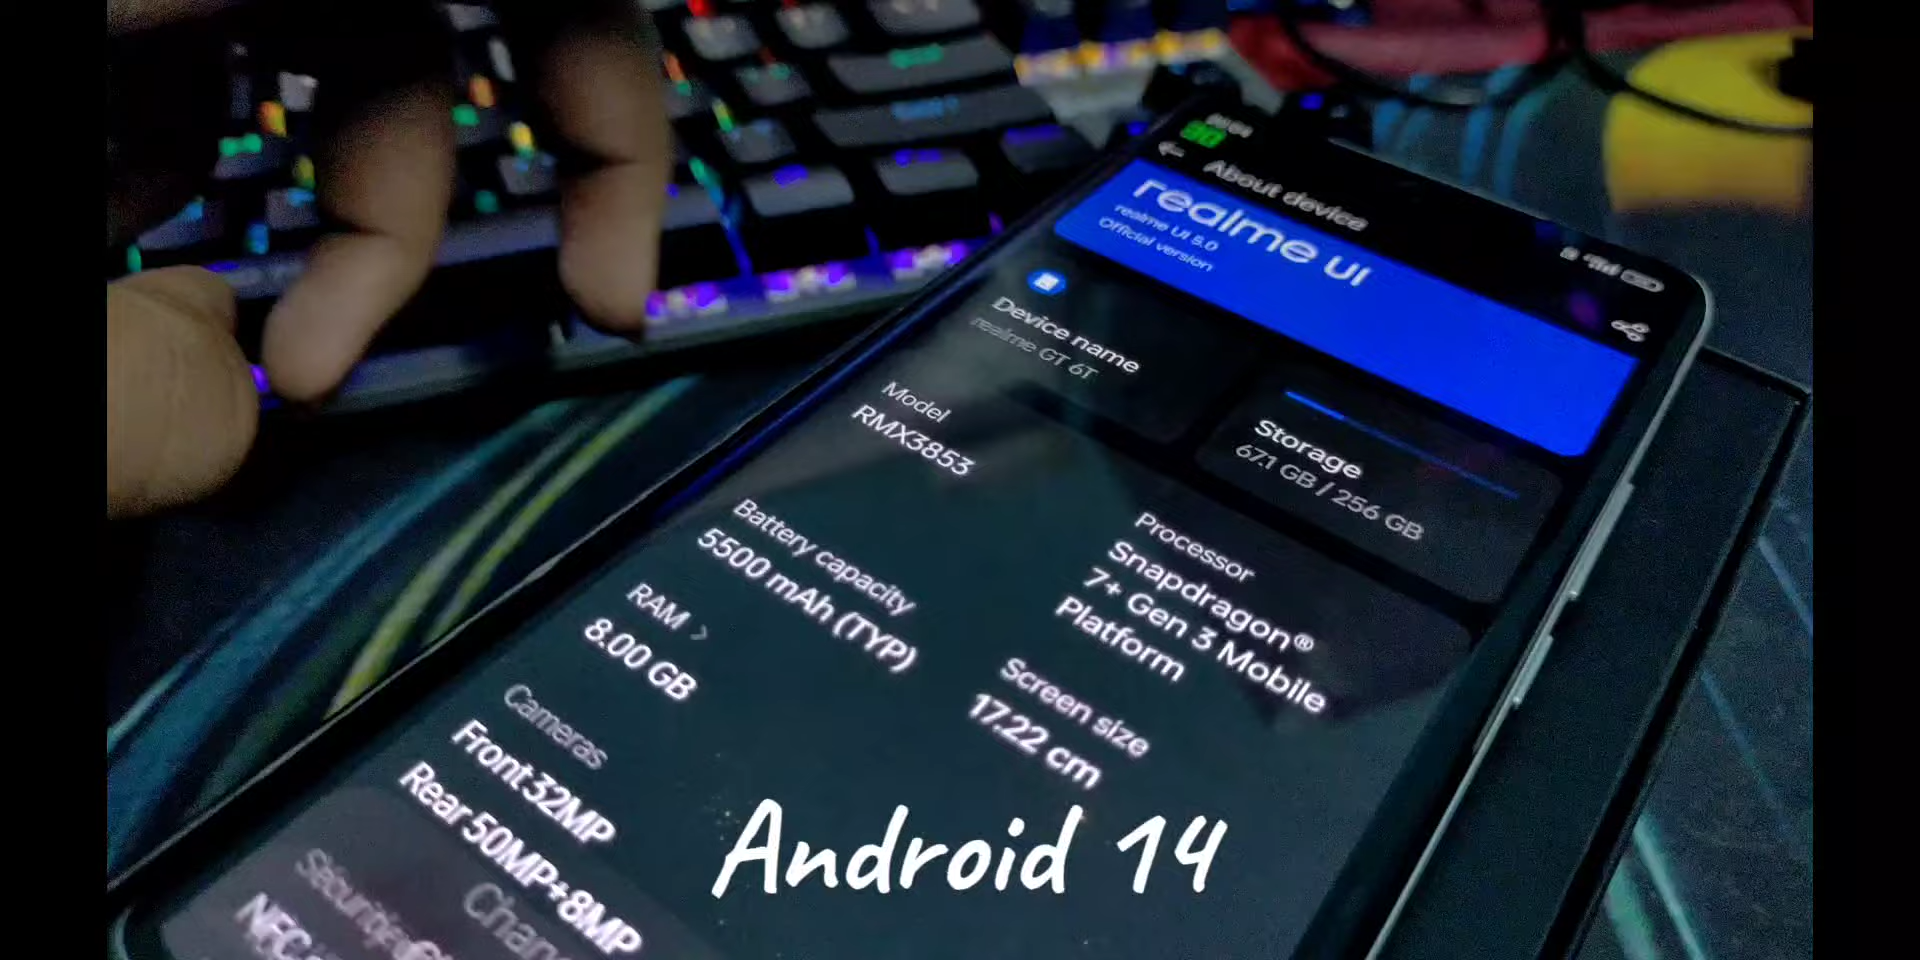 30
About device
realme UI
realme UI 5.0
Official version
Device name
realme GT 6T
Storage
67.1 GB / 256 GB
Model
RMX3853
Processor
Snapdragon®
7+ Gen 3 Mobile
Platform
Battery capacity
5500 mAh (TYP)
RAM >
8.00 GB
Screen size
17.22 cm
Cameras
Front 32MP
Rear 50MP+8MP
NFC
Android 14